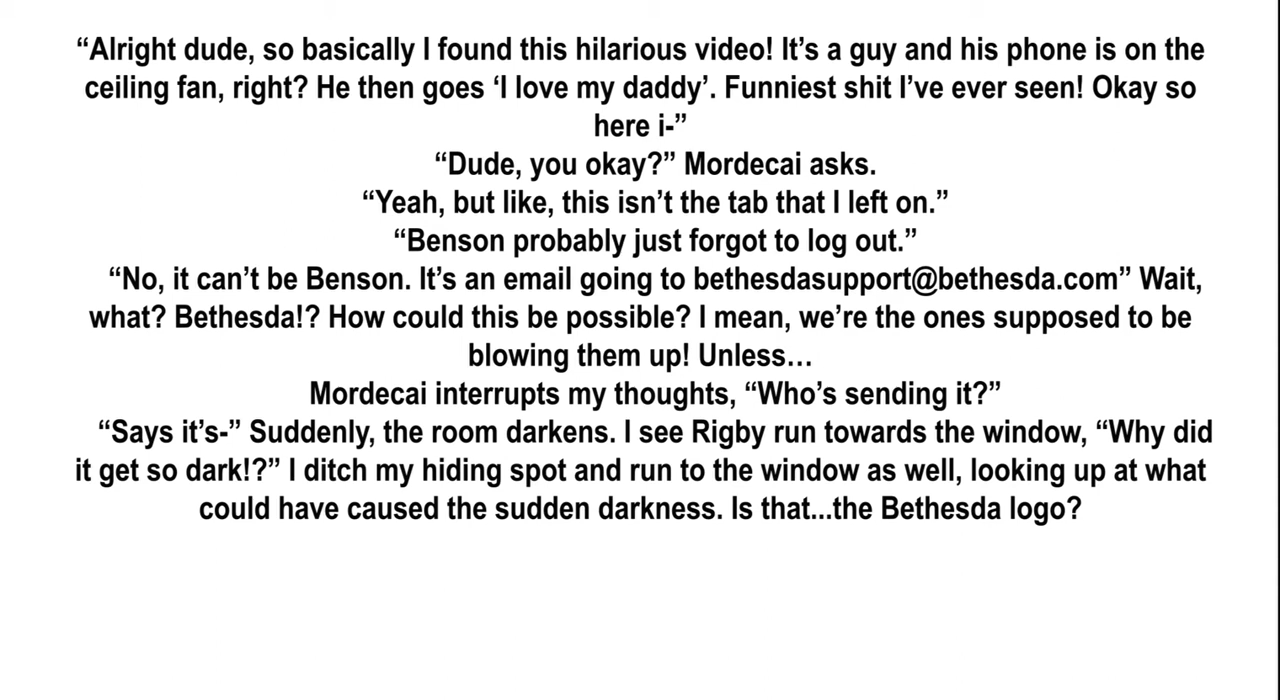 “Alright dude, so basically I found this hilarious video! It’s a guy and his phone is on the
ceiling fan, right? He then goes ‘I love my daddy’. Funniest shit I’ve ever seen! Okay so
here i-”
“Dude, you okay?” Mordecai asks.
“Yeah, but like, this isn’t the tab that I left on.”
“Benson probably just forgot to log out.”
“No, it can’t be Benson. It’s an email going to bethesdasupport@bethesda.com” Wait,
what? Bethesda!? How could this be possible? I mean, we’re the ones supposed to be
blowing them up! Unless…
Mordecai interrupts my thoughts, “Who’s sending it?”
“Says it’s-” Suddenly, the room darkens. I see Rigby run towards the window, “Why did
it get so dark!?” I ditch my hiding spot and run to the window as well, looking up at what
could have caused the sudden darkness. Is that...the Bethesda logo?